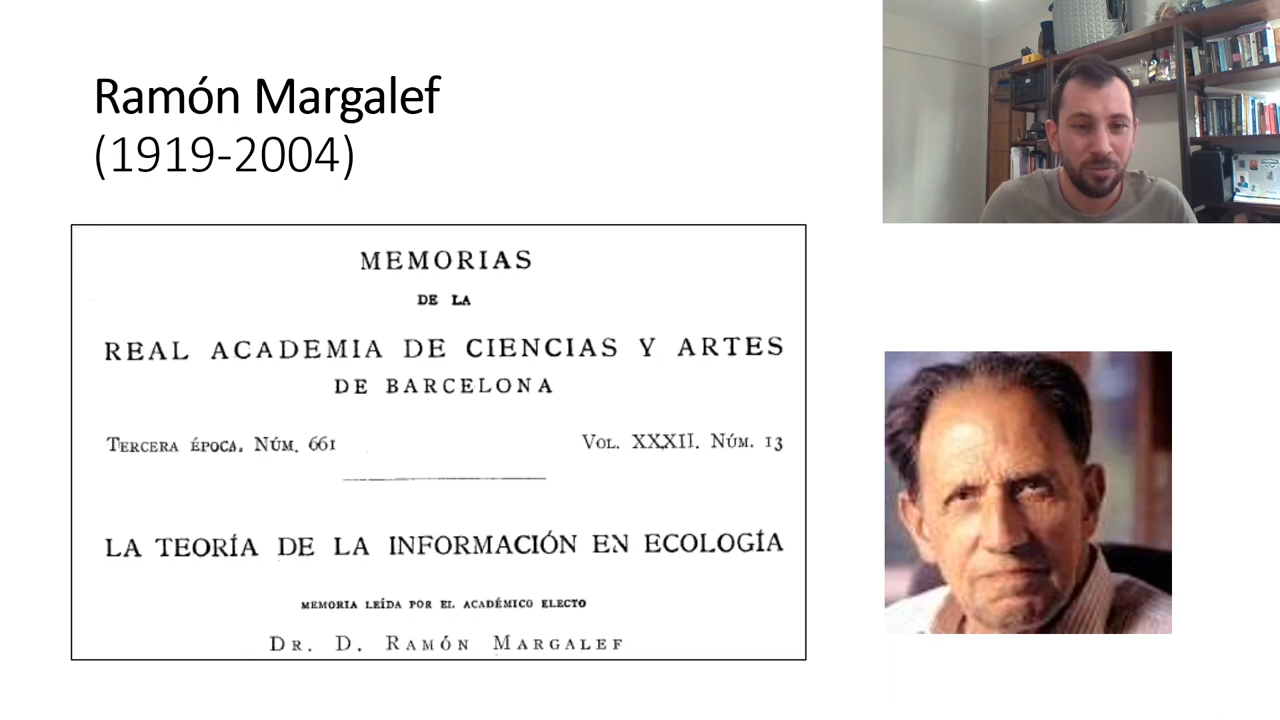 Ramón Margalef
(1919-2004)
MEMORIAS
DE LA
REAL ACADEMIA DE CIENCIAS Y ARTES
DE BARCELONA
TERCERA ÉPOCA, NÚM. 661 VOL. XXXII. NÚM. 13
LA TEORÍA DE LA INFORMACIÓN EN ECOLOGÍA
MEMORIA LEÍDA POR EL ACADÉMICO ELECTO
DR. D. RAMÓN MARGALEF